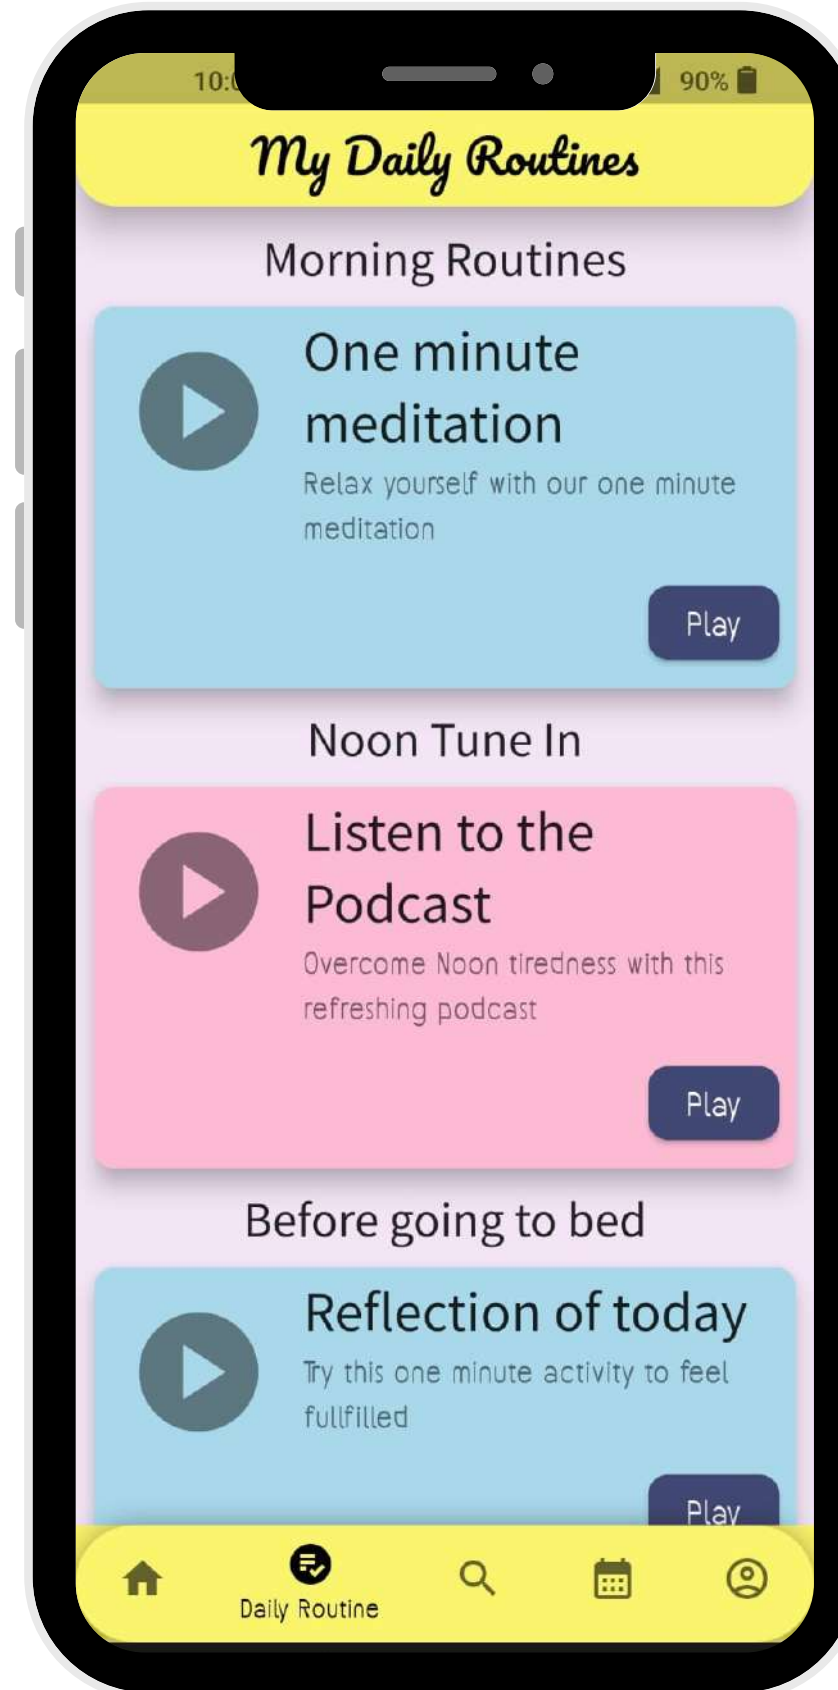 90%
My Daily Routines
Morning Routines
One minute
meditation
Relax yourself with our one minute
meditation
Play
Noon Tune In
Listen to the
Podcast
Overcome Noon tiredness with this
refreshing podcast
Play
Before going to bed
Reflection of today
Try this one minute activity to feel
fullfilled
Play
Daily Routine